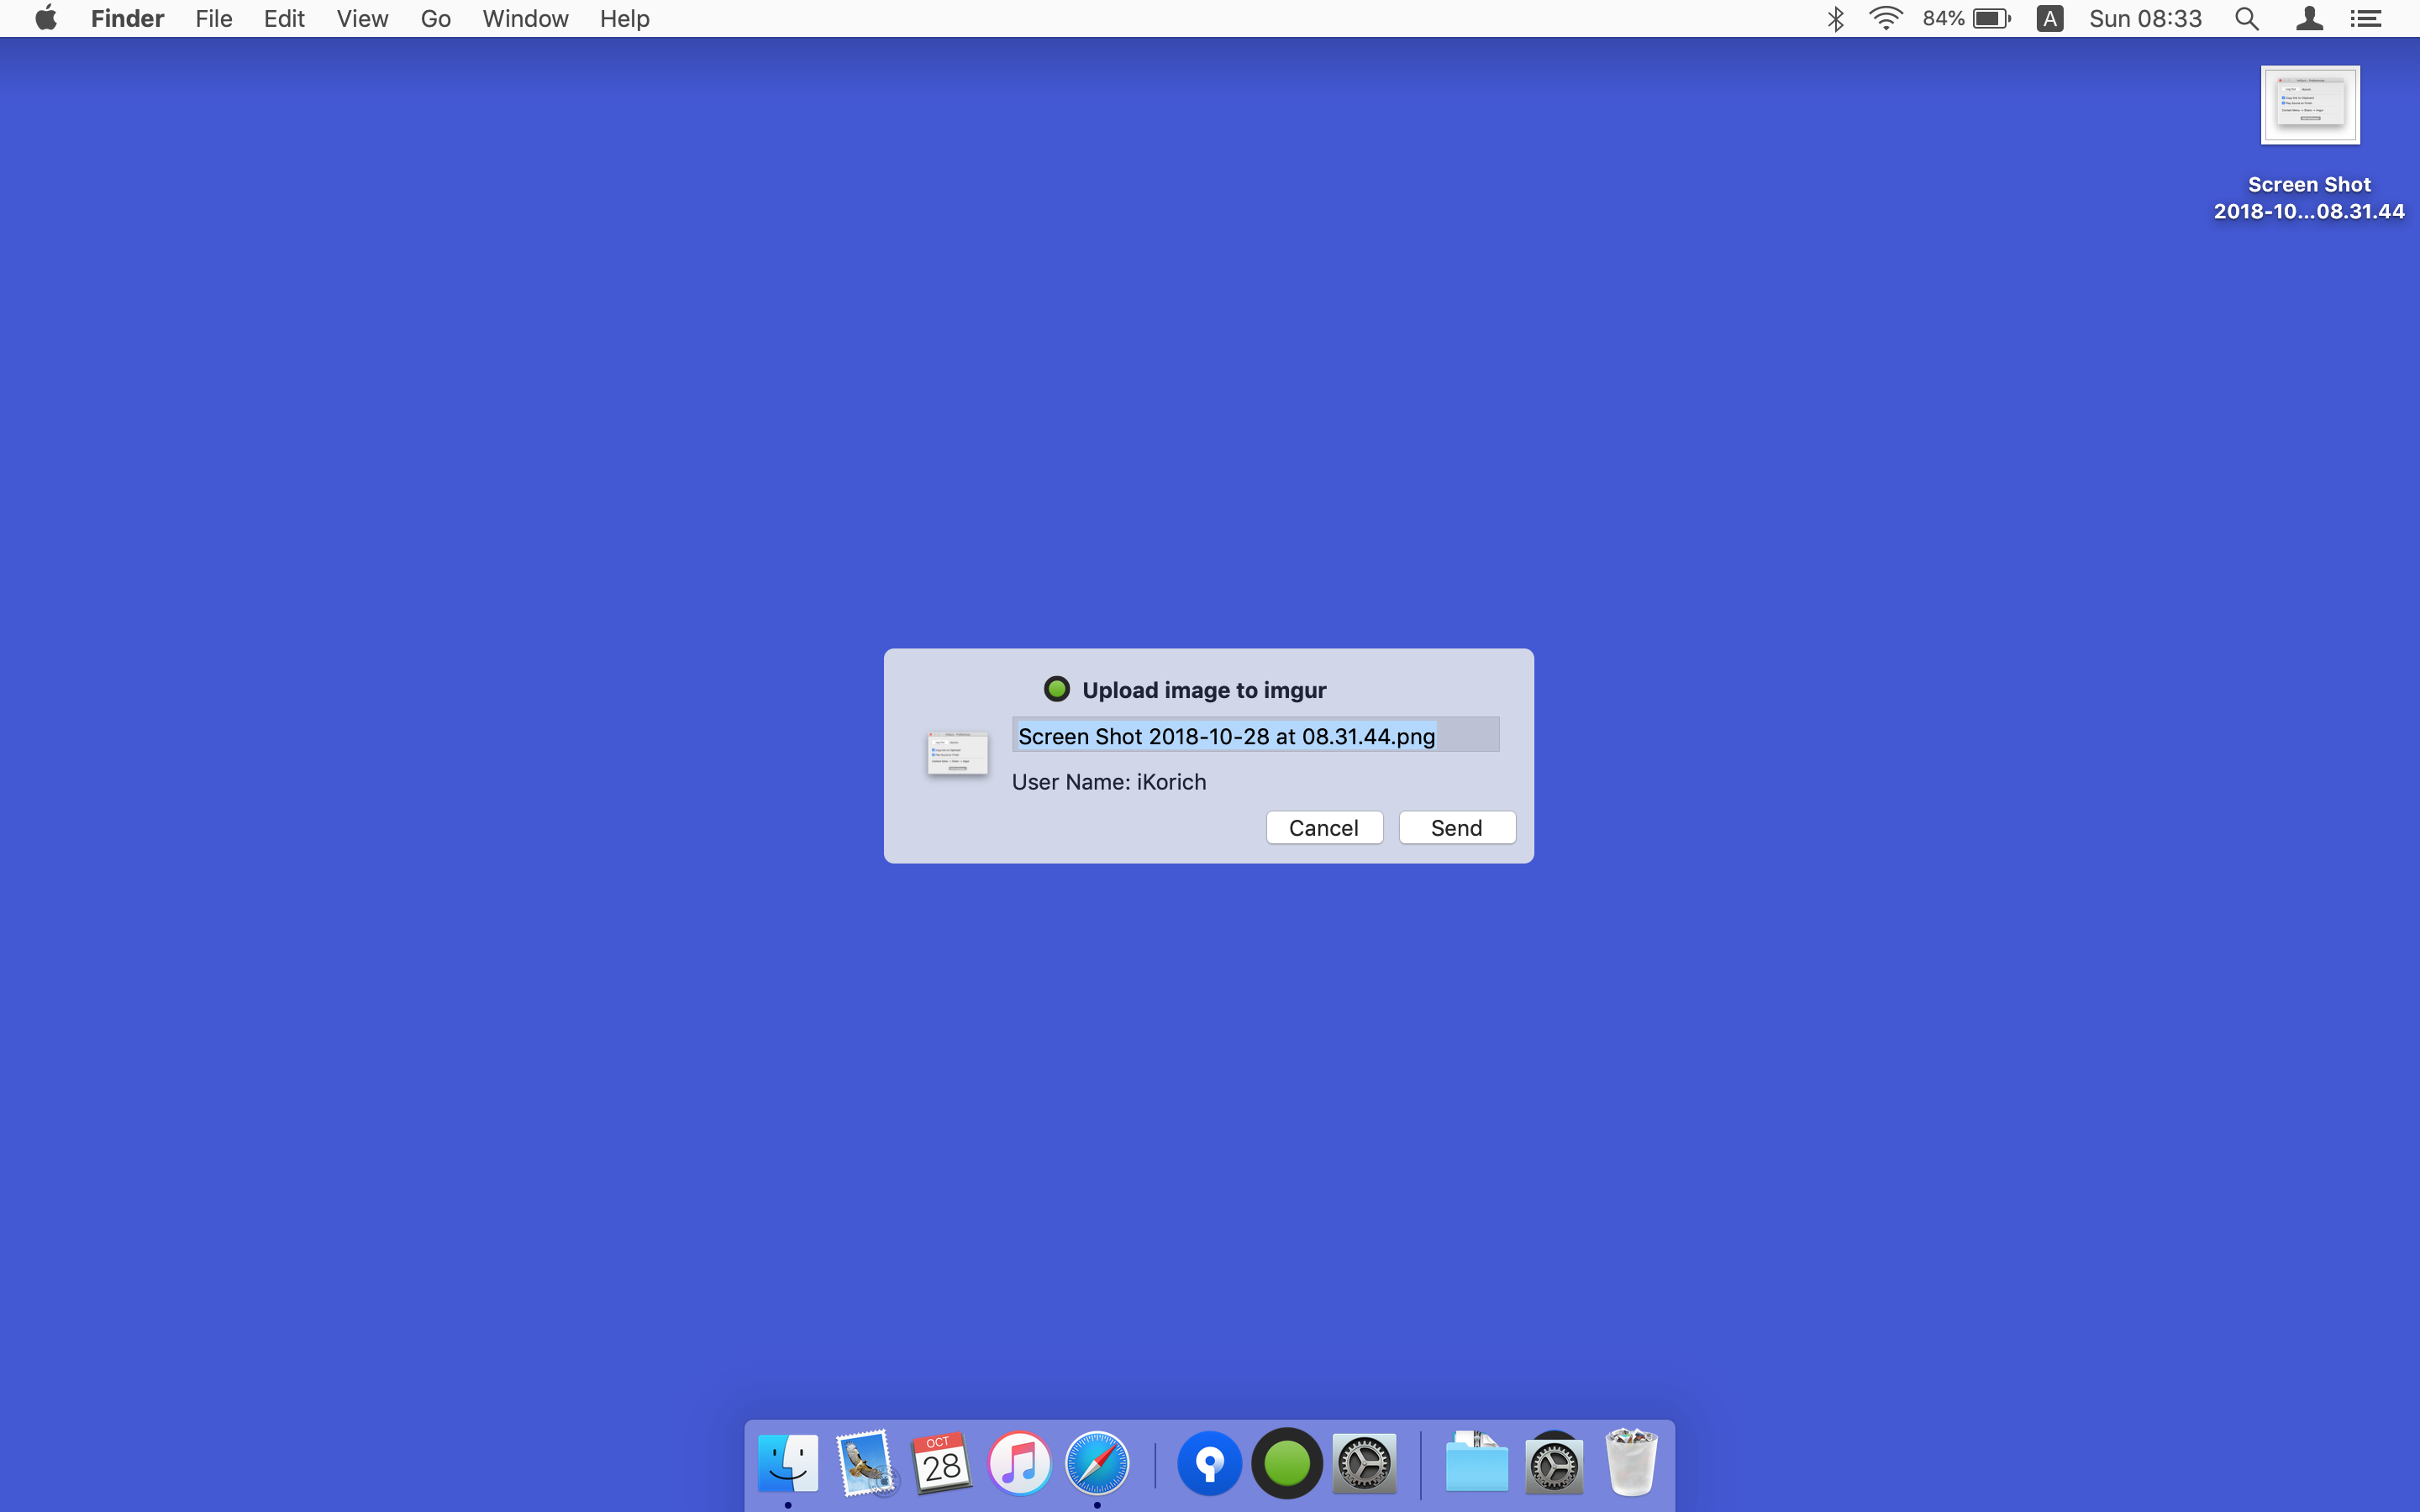 Finder File Edit View Go Window Help 84% A Sun 08:33
Screen Shot
2018-10...08.31.44
Upload image to imgur
Screen Shot 2018-10-28 at 08.31.44.png
User Name: iKorich
Cancel Send
OCT
28